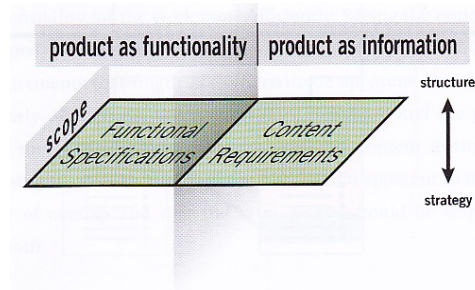 product as functionality
product as information
structure
scope
Functional
Specifications
Content
Requirements
strategy